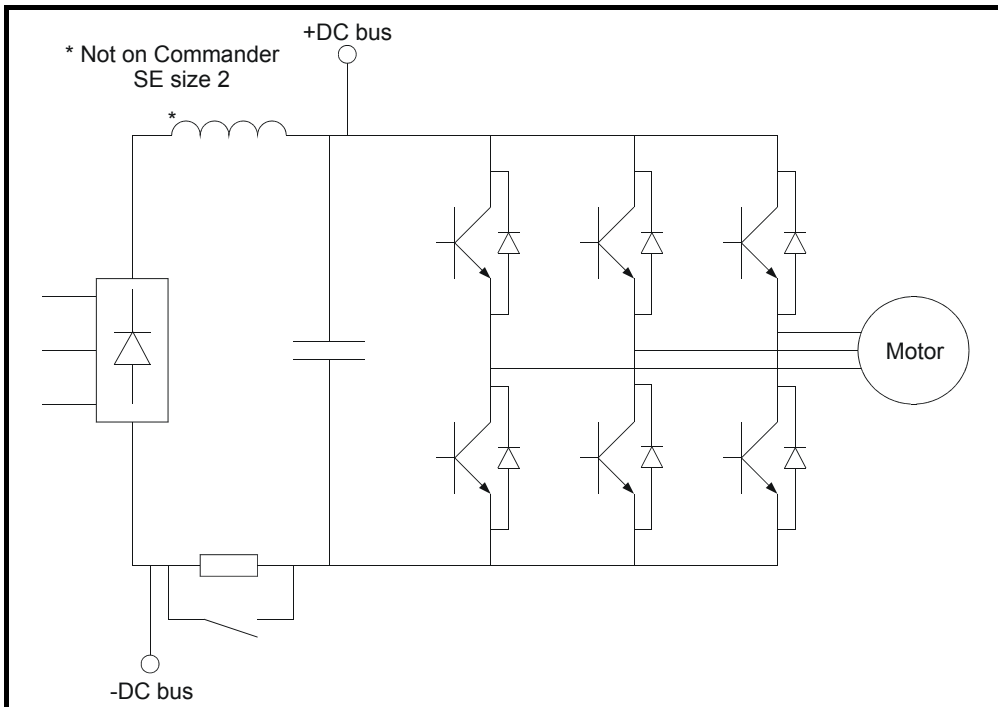 * Not on Commander
SE size 2
+DC bus
*
Motor
-DC bus